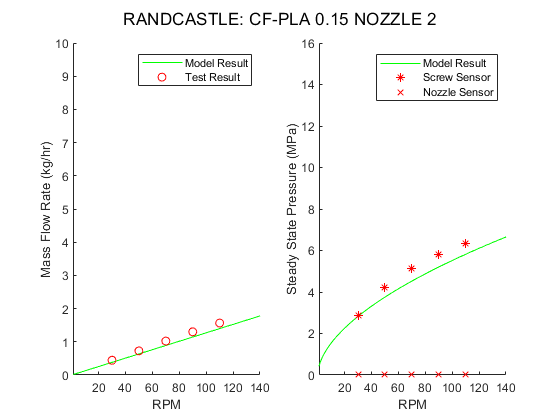 RANDCASTLE: CF-PLA 0.15 NOZZLE 2
Mass Flow Rate (kg/hr)
10
9
8
7
6
5
4
3
2
1
0
20 40 60 80 100 120 140
RPM
Model Result
Test Result
Steady State Pressure (MPa)
16
14
12
10
8
6
4
2
0
20 40 60 80 100 120 140
RPM
Model Result
Screw Sensor
Nozzle Sensor